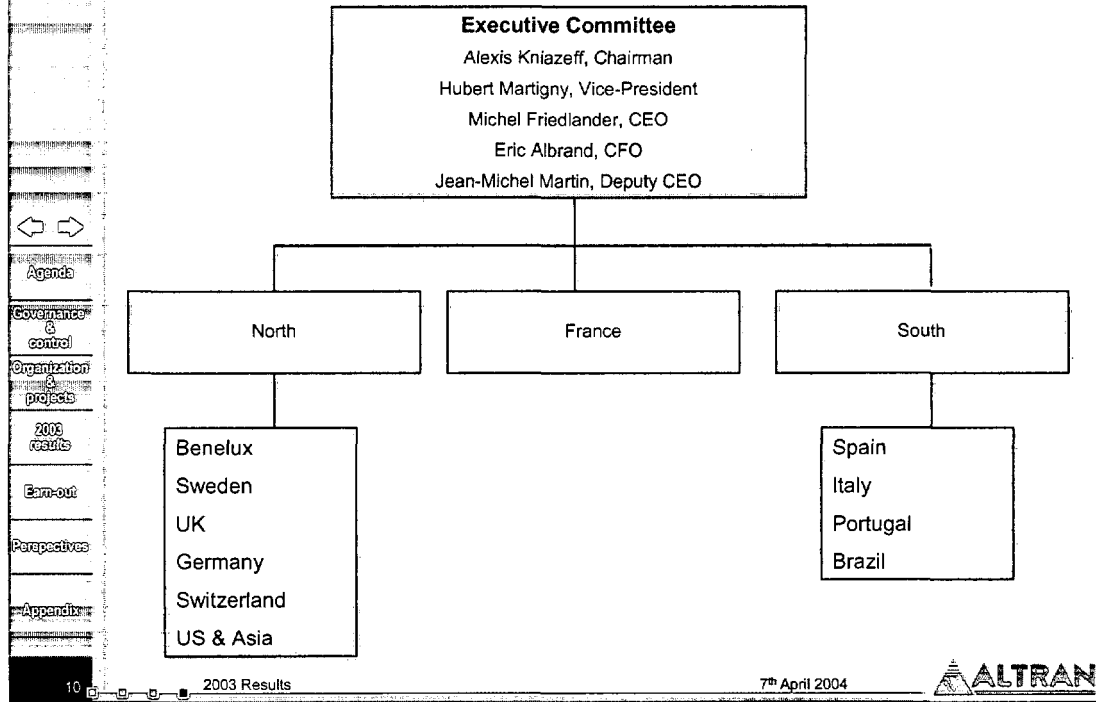 Executive Committee
Alexis Kniazeff, Chairman
Hubert Martigny, Vice-President
Michel Friedlander, CEO
Eric Albrand, CFO
Jean-Michel Martin, Deputy CEO
North
France
South
Benelux
Sweden
UK
Germany
Switzerland
US & Asia
Spain
Italy
Portugal
Brazil
Agenda
Governance
&
control
Organization
&
projects
2003
results
Earn-out
Perspectives
Appendix
10
2003 Results
7th April 2004
ALTRAN